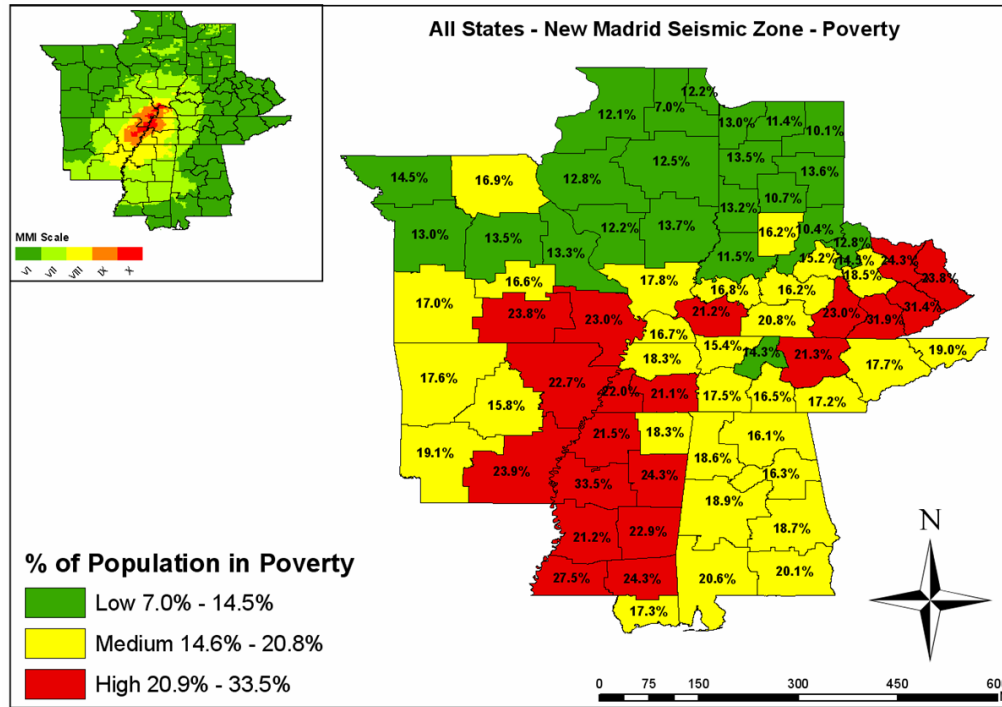 All States - New Madrid Seismic Zone - Poverty
MMI Scale
VI VII VIII IX X
12.2%
12.1% 7.0%
13.0% 11.4%
10.1%
12.5% 13.5%
14.5% 16.9% 12.8% 13.6%
10.7%
13.2%
13.0% 13.5% 13.3% 12.2% 13.7% 16.2% 10.4%
12.8%
11.5% 15.2% 14.5% 24.3%
17.0% 16.6% 17.8% 16.8% 16.2% 18.5% 23.8%
23.8% 23.0% 21.2% 20.8% 23.0% 31.9% 31.4%
16.7%
18.3% 15.4% 14.3% 21.3% 17.7% 19.0%
17.6% 22.7%
15.8% 22.0% 21.1% 17.5% 16.5% 17.2%
21.5% 18.3% 16.1%
19.1% 18.6%
23.9% 33.5% 24.3% 16.3%
18.9%
21.2% 22.9% 18.7%
27.5% 24.3% 20.6% 20.1%
17.3%
N
% of Population in Poverty
Low 7.0% - 14.5%
Medium 14.6% - 20.8%
High 20.9% - 33.5%
0 75 150 300 450